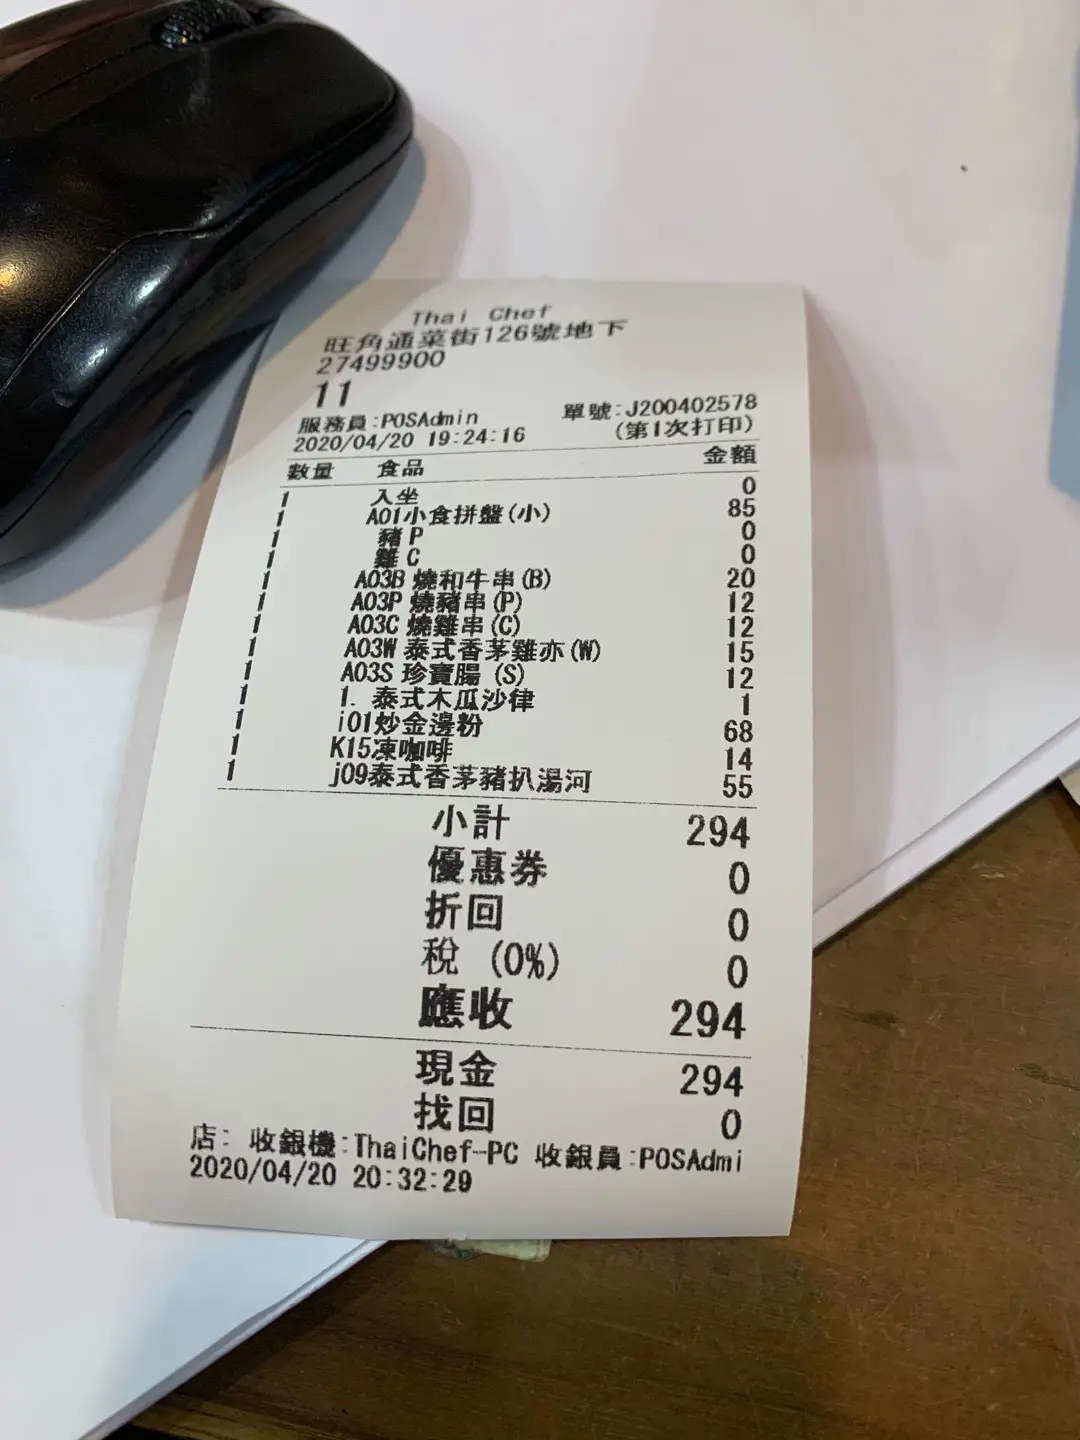 Thai Chef
旺角通菜街126號地下
27499900
11
服務員:POSAdmin 單號:J200402578
2020/04/20 19:24:16 (第1次打印)
數量 食品 金額
1 入坐 0
1 A01小食拼盤(小) 85
1 豬 P 0
1 雞 C 0
1 A03B 燒和牛串(B) 20
1 A03P 燒豬串(P) 12
1 A03C 燒雞串(C) 12
1 A03W 泰式香茅雞亦(W) 15
1 A03S 珍寶腸 (S) 12
1 1. 泰式木瓜沙律 1
1 i01炒金邊粉 68
1 K15凍咖啡 14
1 j09泰式香茅豬扒湯河 55
小計 294
優惠券 0
折回 0
稅 (0%) 0
應收 294
現金 294
找回 0
店: 收銀機:ThaiChef-PC 收銀員:POSAdmi
2020/04/20 20:32:29